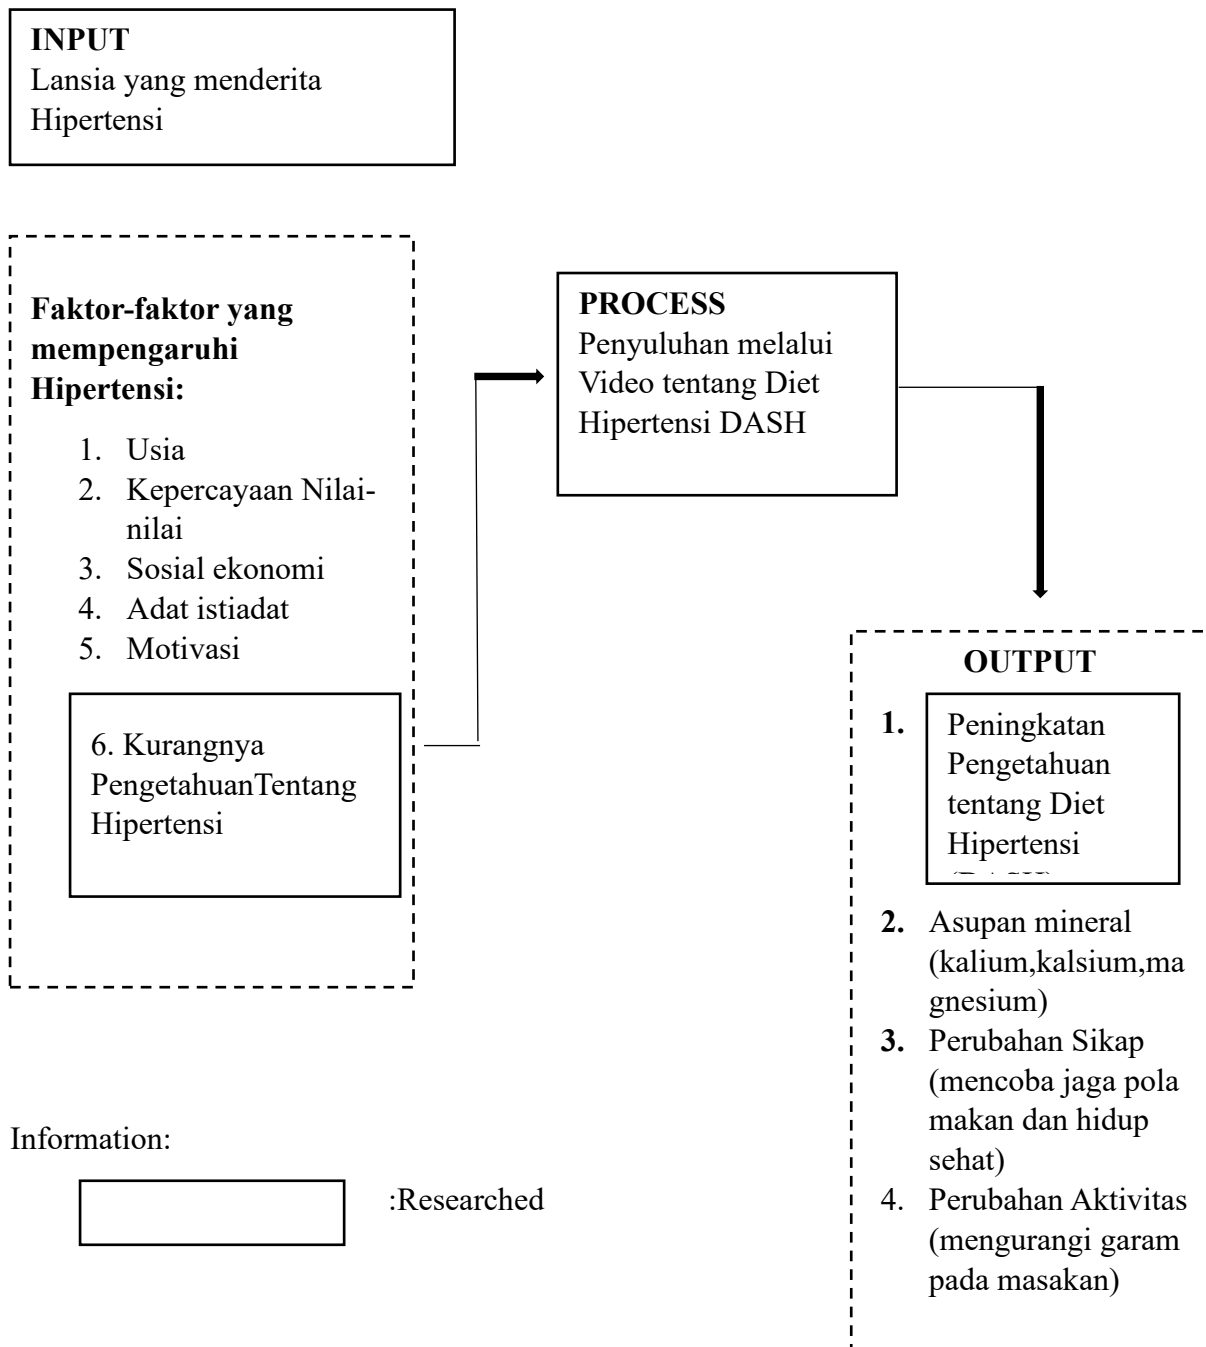 INPUT
Lansia yang menderita
Hipertensi
Faktor-faktor yang
mempengaruhi
Hipertensi:
1. Usia
2. Kepercayaan Nilai-
nilai
3. Sosial ekonomi
4. Adat istiadat
5. Motivasi
6. Kurangnya
PengetahuanTentang
Hipertensi
PROCESS
Penyuluhan melalui
Video tentang Diet
Hipertensi DASH
OUTPUT
1. Peningkatan
Pengetahuan
tentang Diet
Hipertensi
2. Asupan mineral
(kalium,kalsium,ma
gnesium)
3. Perubahan Sikap
(mencoba jaga pola
makan dan hidup
sehat)
4. Perubahan Aktivitas
(mengurangi garam
pada masakan)
Information:
:Researched